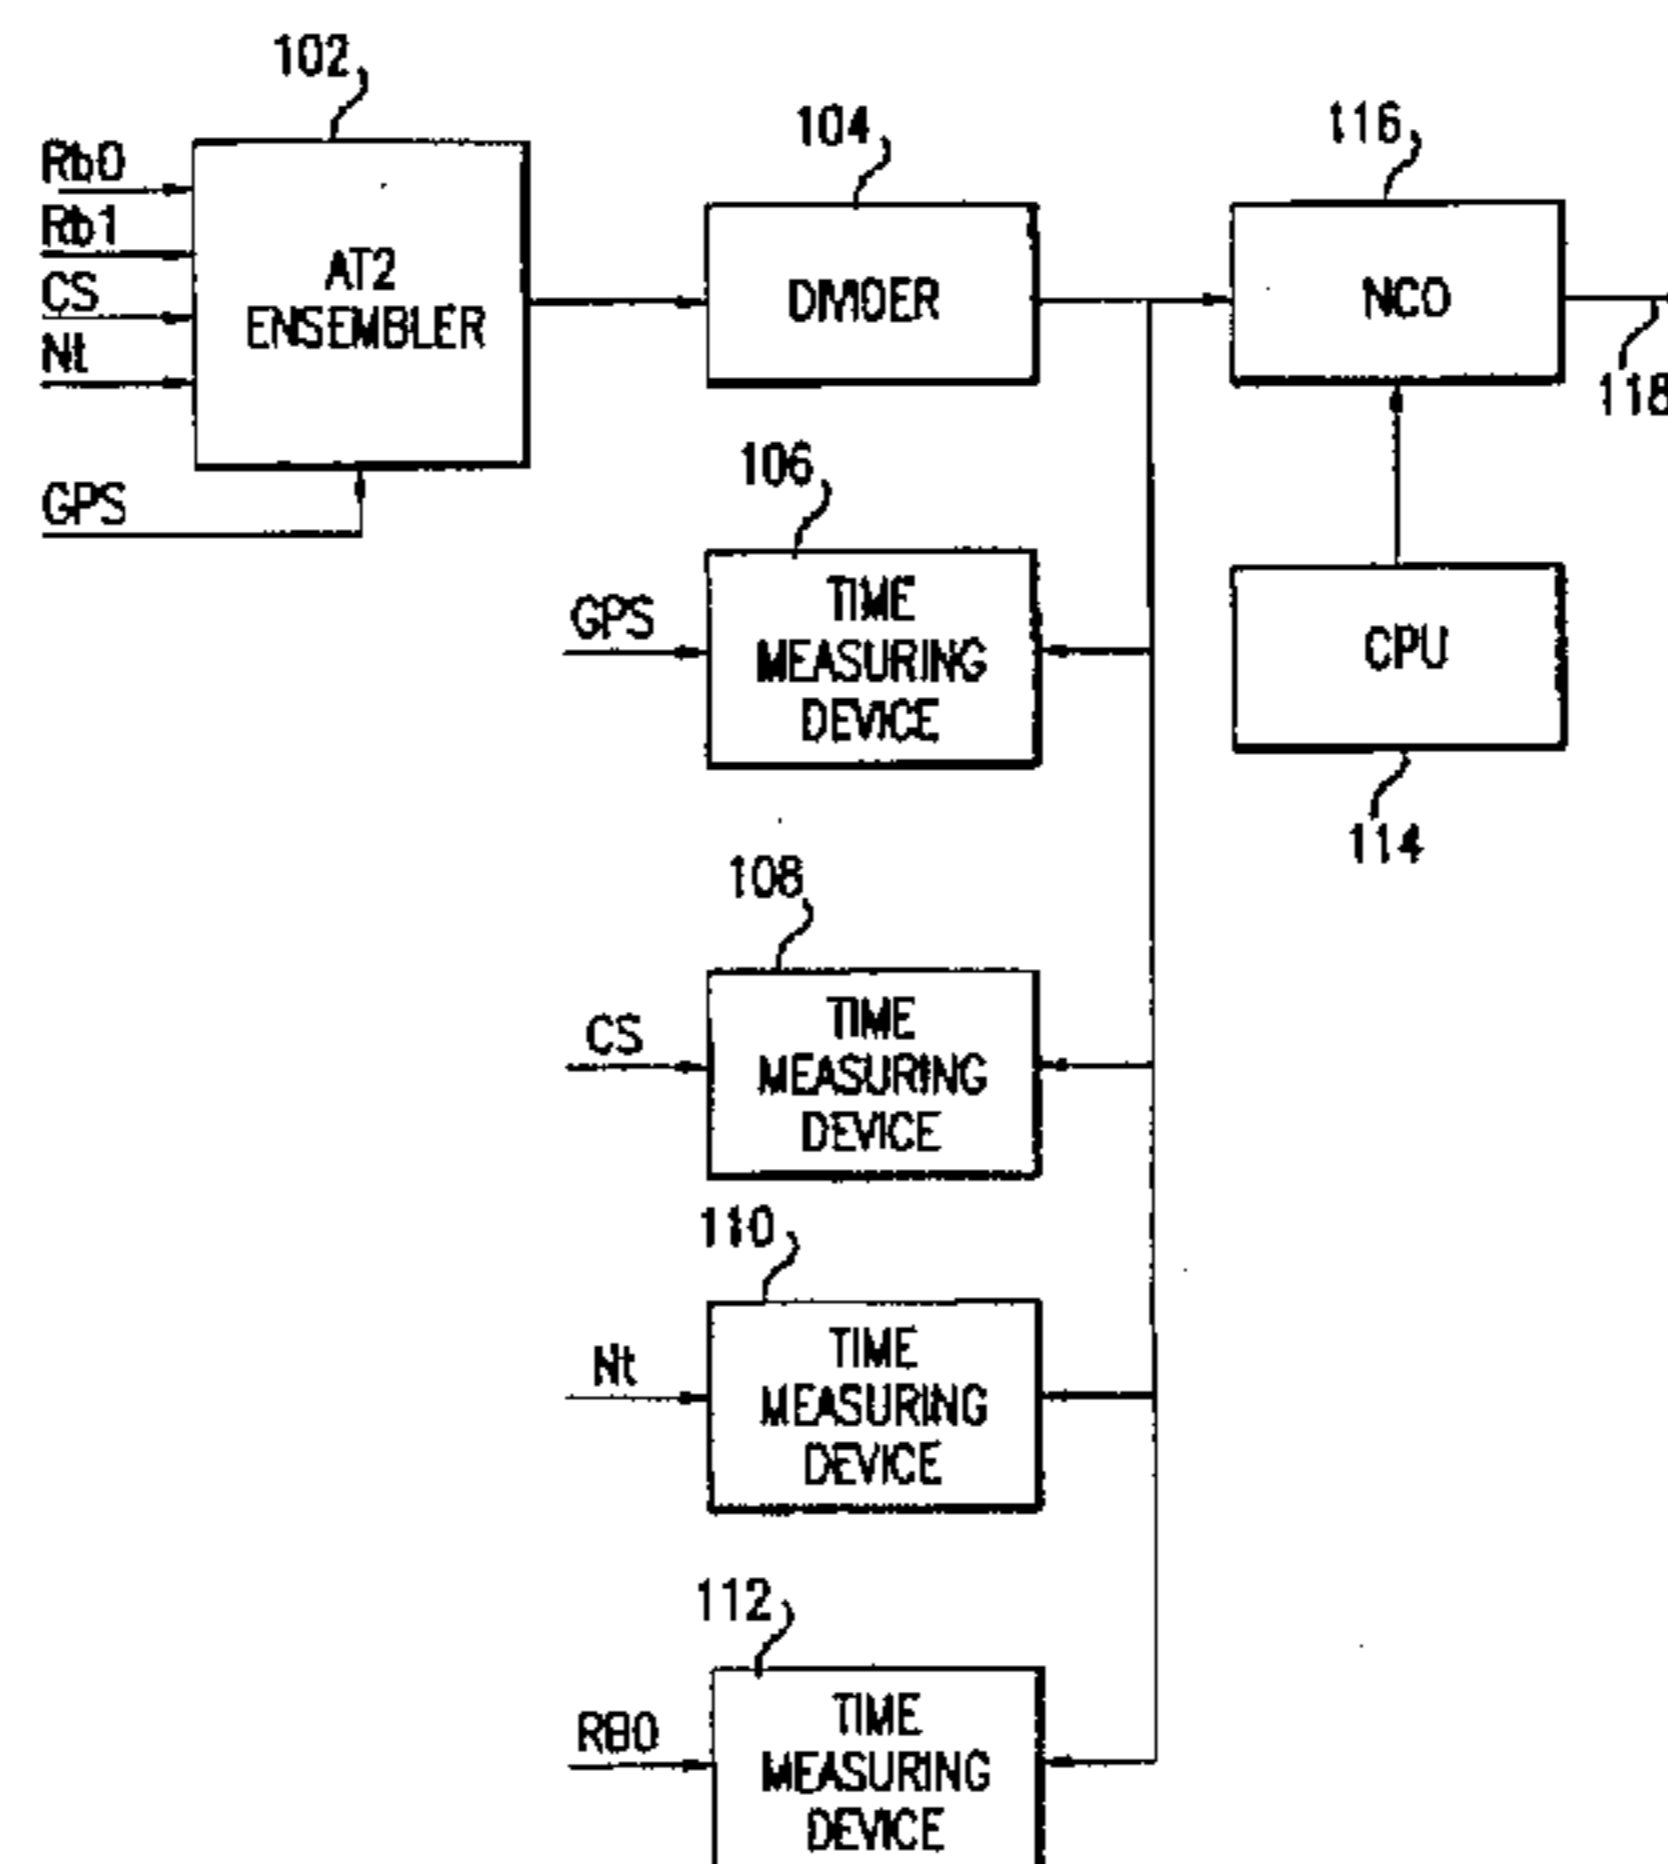 102
104
116
Rb0
Rb1
CS
Nt
GPS
AT2
ENSEMBLER
DIVIDER
NCO
118
106
GPS
TIME
MEASURING
DEVICE
CPU
114
108
CS
TIME
MEASURING
DEVICE
110
Nt
TIME
MEASURING
DEVICE
112
RB0
TIME
MEASURING
DEVICE